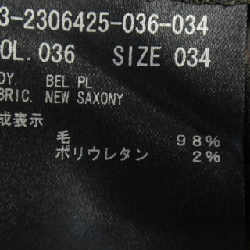 3-2306425-036-034
OL. 036 SIZE 034
DY. BEL PL
BRIC. NEW SAXONY
成表示
毛 98%
ポリウレタン 2%